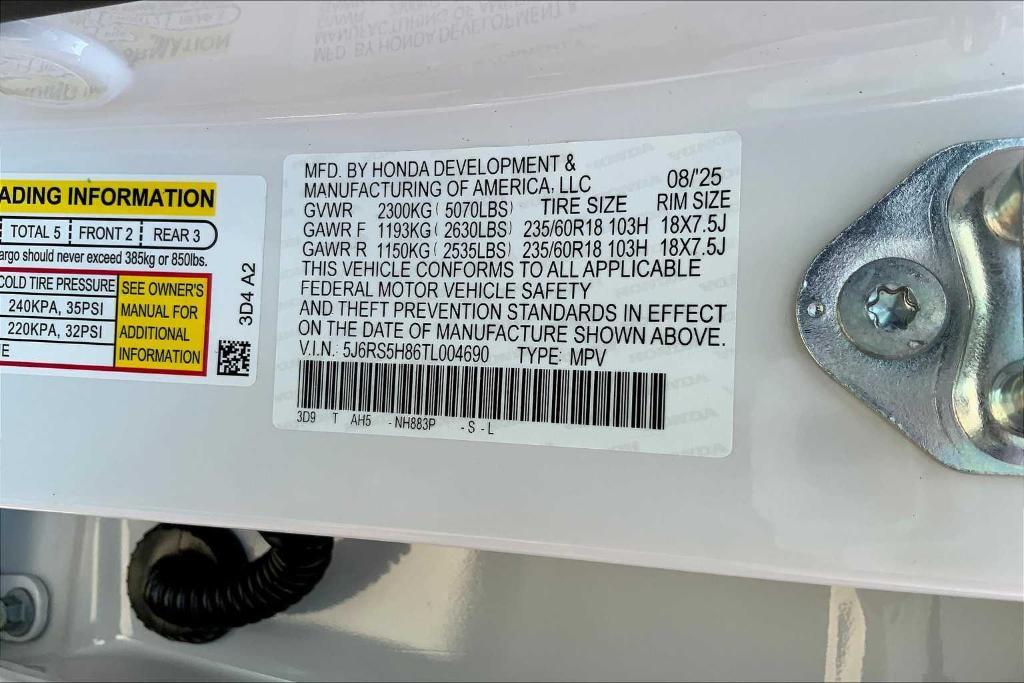 ADING INFORMATION
TOTAL 5 FRONT 2 REAR 3
argo should never exceed 385kg or 850lbs.
COLD TIRE PRESSURE
240KPA, 35PSI
220KPA, 32PSI
SEE OWNER'S
MANUAL FOR
ADDITIONAL
INFORMATION
3D4 A2
MFD. BY HONDA DEVELOPMENT &
MANUFACTURING OF AMERICA, LLC 08/'25
GVWR 2300KG( 5070LBS) TIRE SIZE RIM SIZE
GAWR F 1193KG( 2630LBS) 235/60R18 103H 18X7.5J
GAWR R 1150KG( 2535LBS) 235/60R18 103H 18X7.5J
THIS VEHICLE CONFORMS TO ALL APPLICABLE
FEDERAL MOTOR VEHICLE SAFETY
AND THEFT PREVENTION STANDARDS IN EFFECT
ON THE DATE OF MANUFACTURE SHOWN ABOVE.
V.I.N.: 5J6RS5H86TL004690 TYPE: MPV
3D9 T AH5 -NH883P -S-L